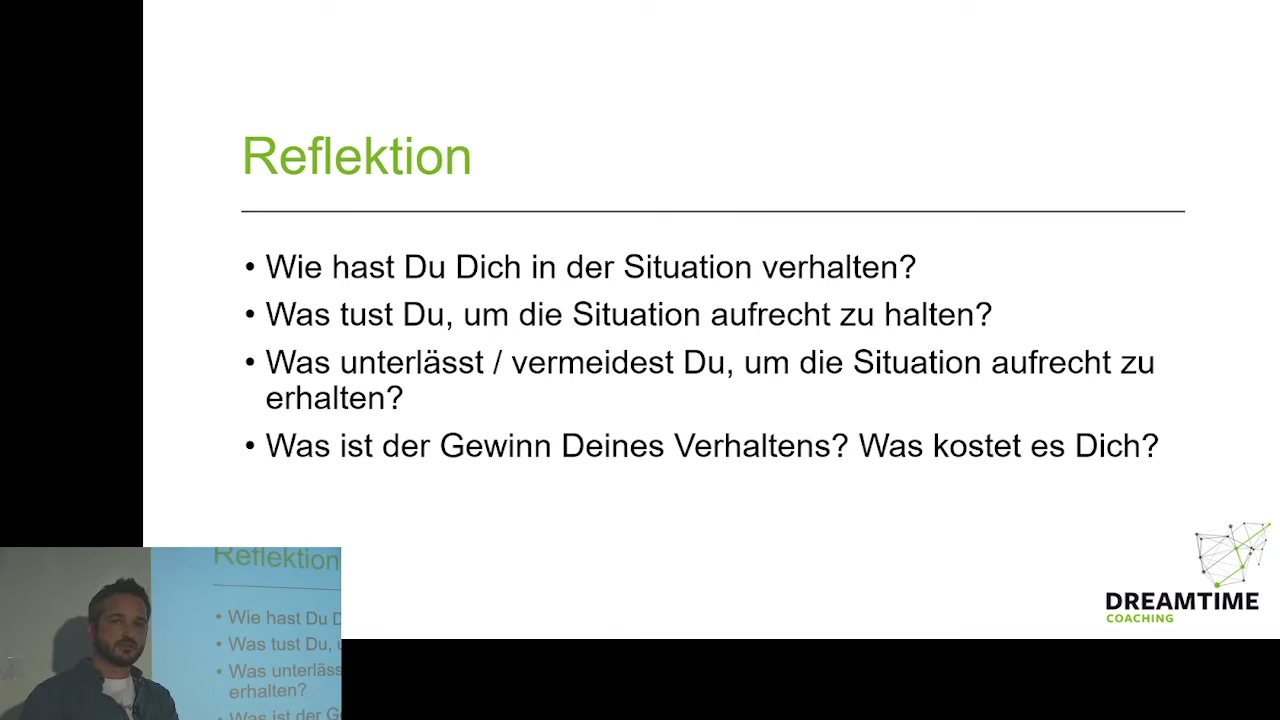 Reflektion
• Wie hast Du Dich in der Situation verhalten?
• Was tust Du, um die Situation aufrecht zu halten?
• Was unterlässt / vermeidest Du, um die Situation aufrecht zu
erhalten?
• Was ist der Gewinn Deines Verhaltens? Was kostet es Dich?
DREAMTIME
COACHING
Reflektion
• Wie hast Du D
• Was tust Du, u
• Was unterläss
erhalten?
• Was ist der G